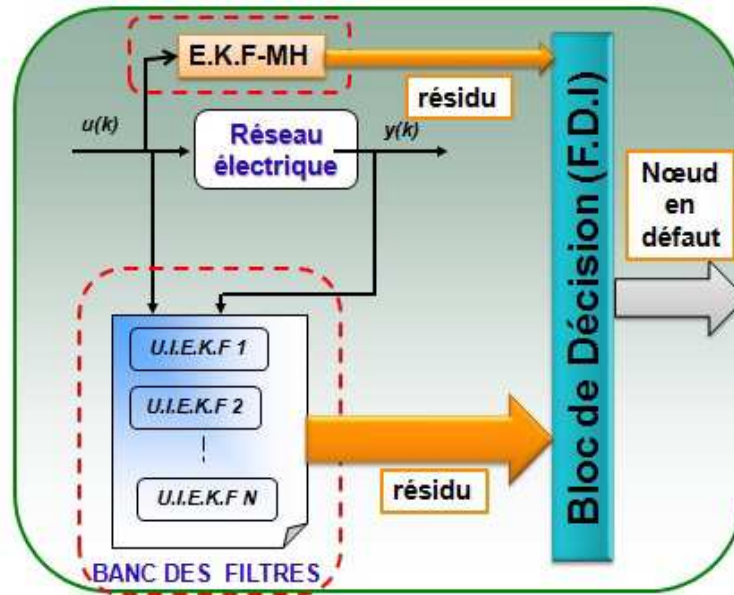 E.K.F-MH
résidu
u(k)
Réseau
électrique
y(k)
Nœud
en
défaut
Bloc de Décision (F.D.I)
U.I.E.K.F 1
U.I.E.K.F 2
U.I.E.K.F N
résidu
BANC DES FILTRES